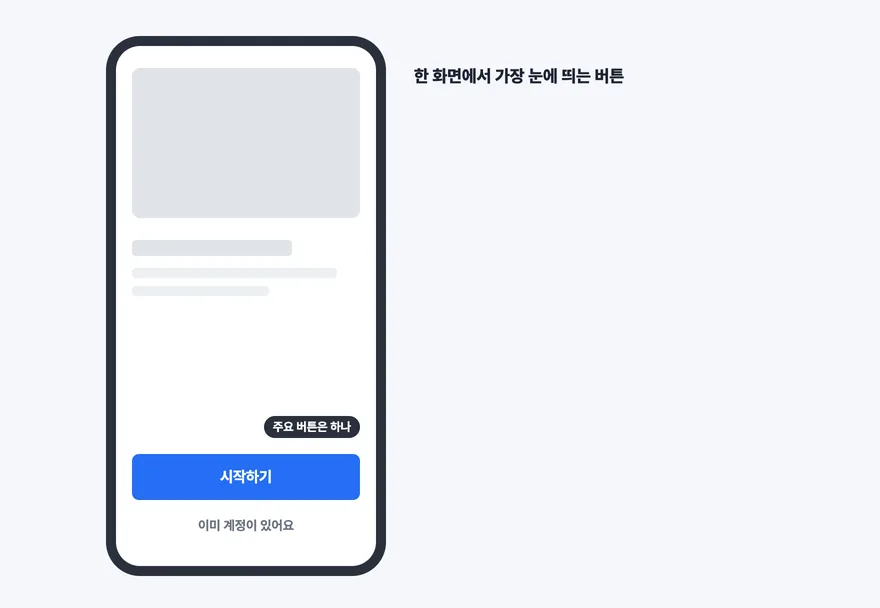 한 화면에서 가장 눈에 띄는 버튼
주요 버튼은 하나
시작하기
이미 계정이 있어요